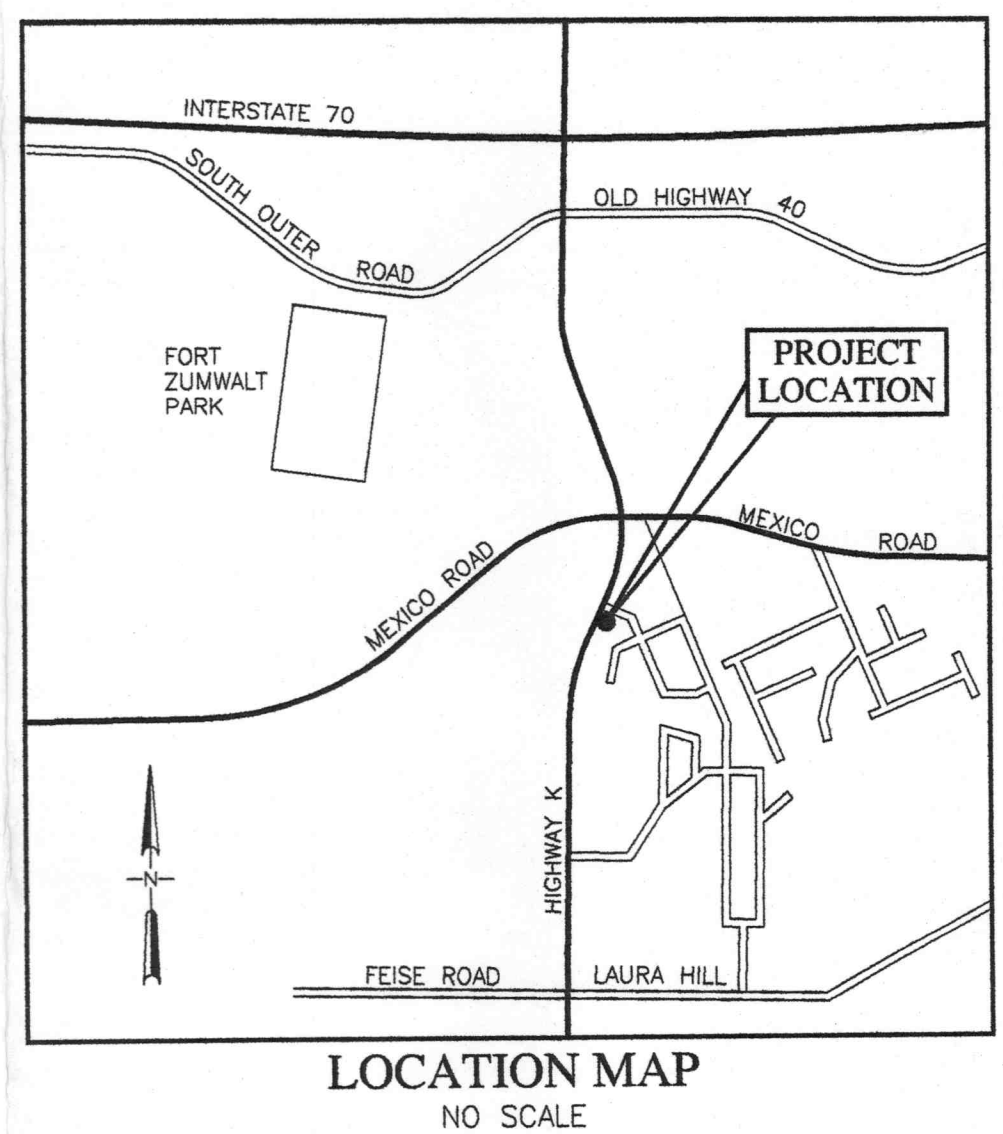 INTERSTATE 70
SOUTH OUTER ROAD
OLD HIGHWAY 40
FORT
ZUMWALT
PARK
PROJECT
LOCATION
MEXICO ROAD
MEXICO ROAD
HIGHWAY K
N
FEISE ROAD
LAURA HILL
LOCATION MAP
NO SCALE